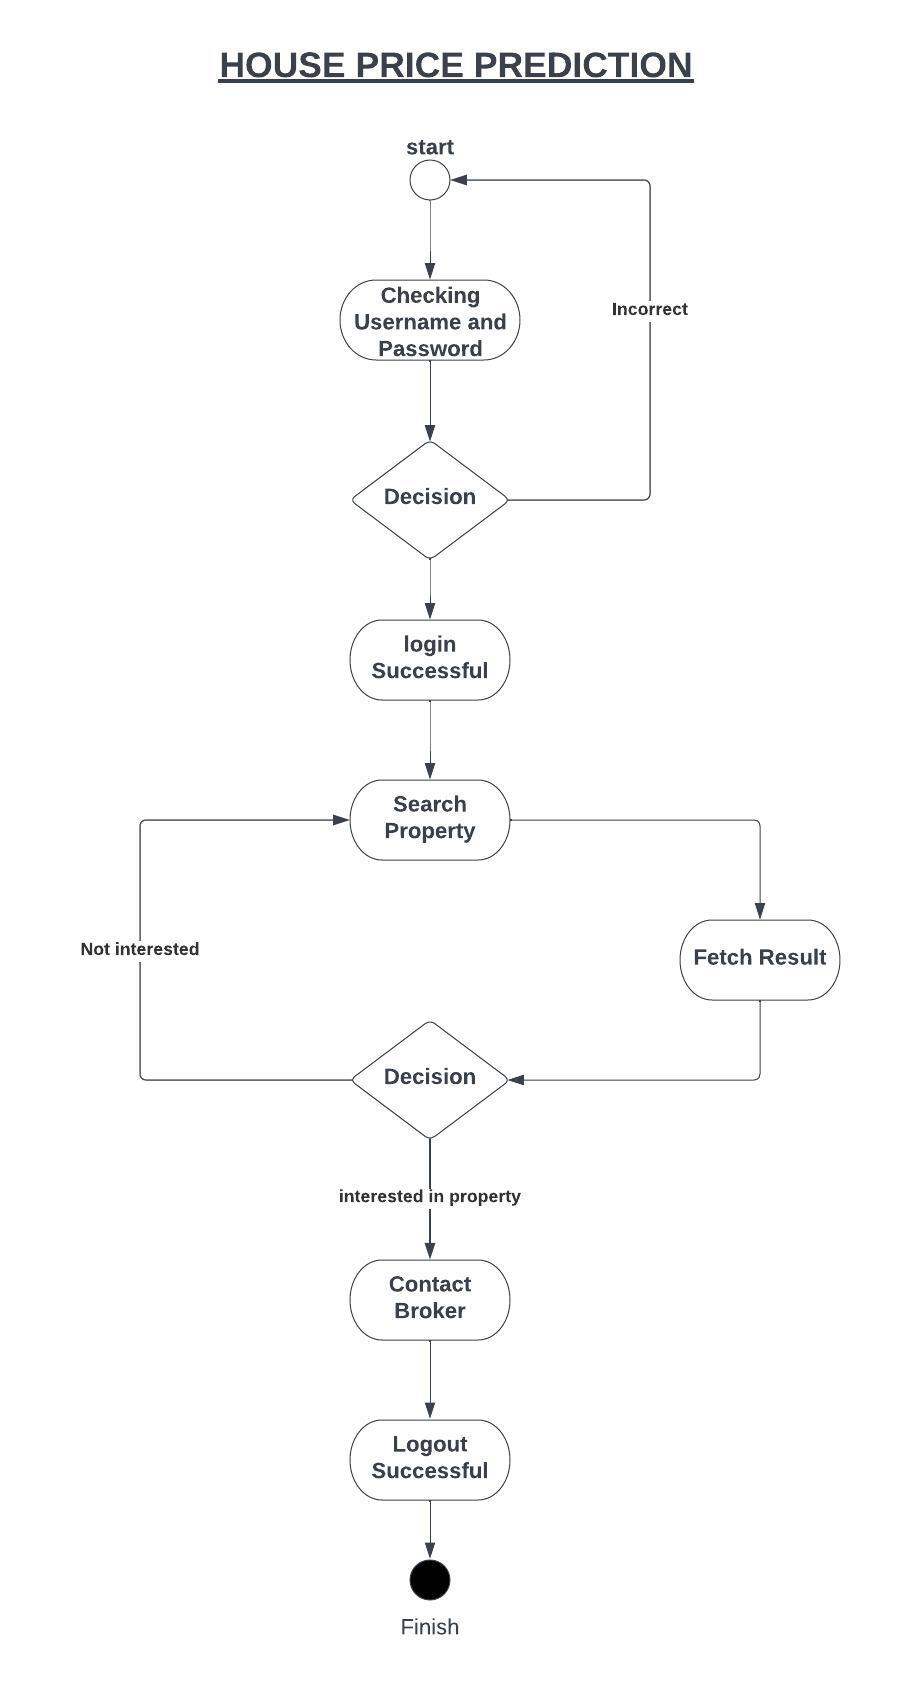 HOUSE PRICE PREDICTION
start
Checking
Username and
Password
Incorrect
Decision
login
Successful
Search
Property
Not interested
Fetch Result
Decision
interested in property
Contact
Broker
Logout
Successful
Finish